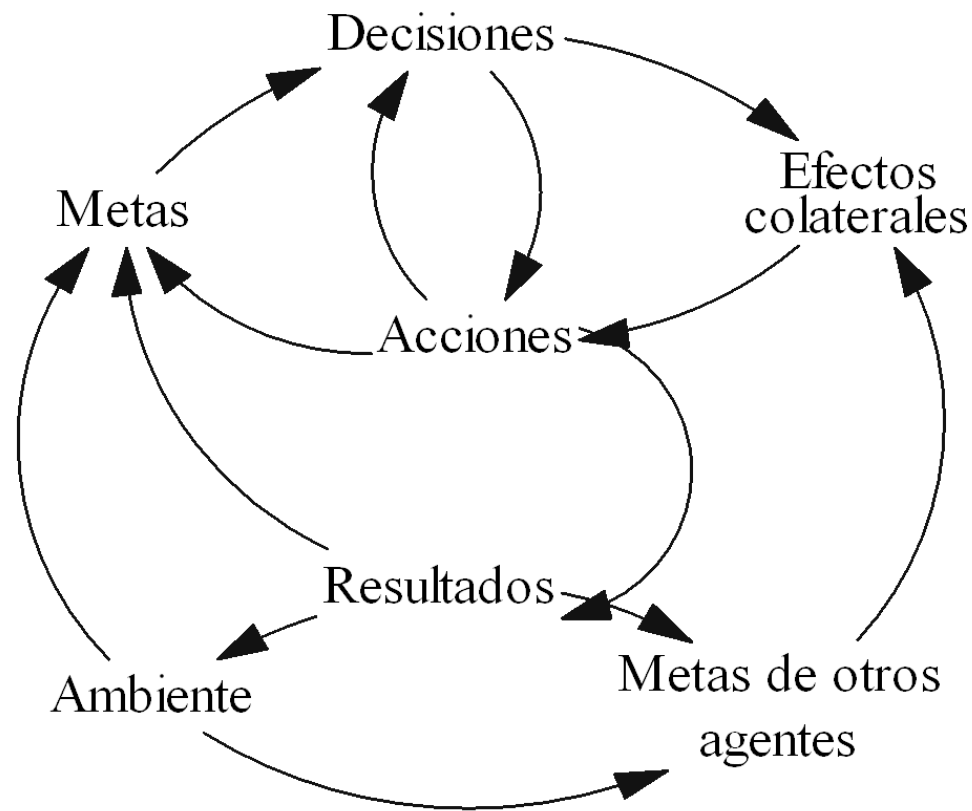 Decisiones
Efectos
colaterales
Metas
Acciones
Resultados
Ambiente
Metas de otros
agentes